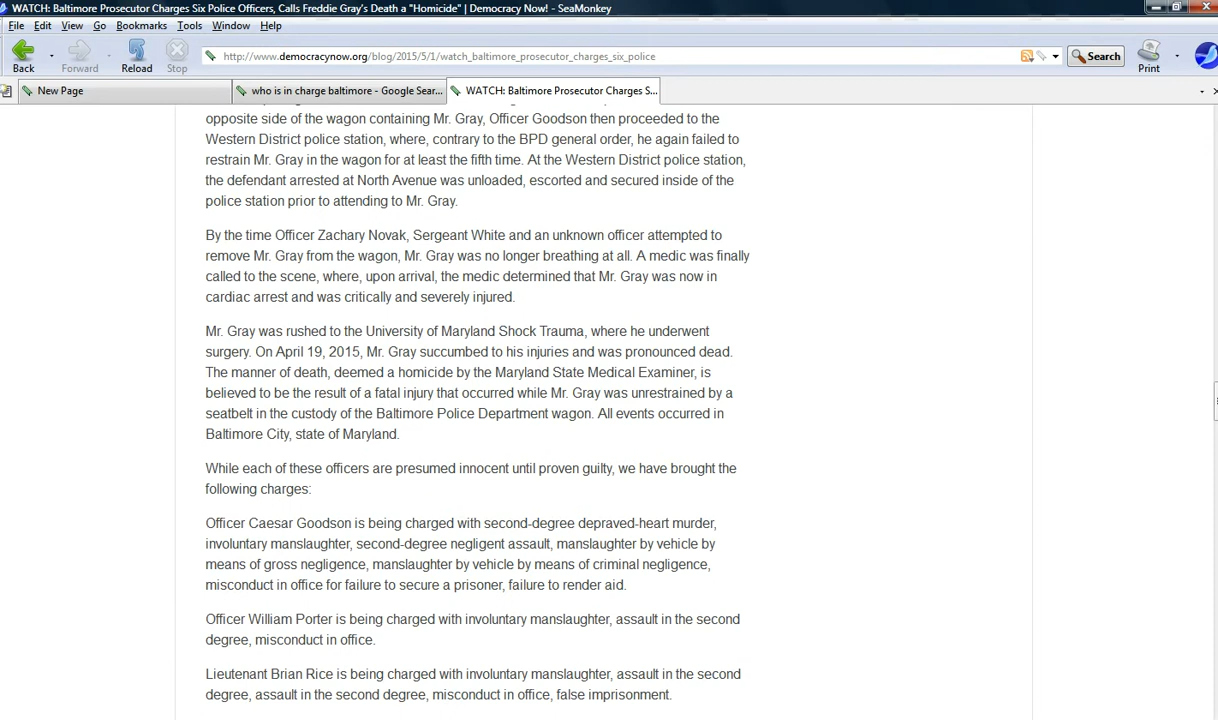 WATCH: Baltimore Prosecutor Charges Six Police Officers, Calls Freddie Gray's Death a "Homicide" | Democracy Now! - SeaMonkey
File Edit View Go Bookmarks Tools Window Help
http://www.democracynow.org/blog/2015/5/1/watch_baltimore_prosecutor_charges_six_police
Search
Back Forward Reload Stop Print
New Page
who is in charge baltimore - Google Sear...
WATCH: Baltimore Prosecutor Charges S...
opposite side of the wagon containing Mr. Gray, Officer Goodson then proceeded to the
Western District police station, where, contrary to the BPD general order, he again failed to
restrain Mr. Gray in the wagon for at least the fifth time. At the Western District police station,
the defendant arrested at North Avenue was unloaded, escorted and secured inside of the
police station prior to attending to Mr. Gray.
By the time Officer Zachary Novak, Sergeant White and an unknown officer attempted to
remove Mr. Gray from the wagon, Mr. Gray was no longer breathing at all. A medic was finally
called to the scene, where, upon arrival, the medic determined that Mr. Gray was now in
cardiac arrest and was critically and severely injured.
Mr. Gray was rushed to the University of Maryland Shock Trauma, where he underwent
surgery. On April 19, 2015, Mr. Gray succumbed to his injuries and was pronounced dead.
The manner of death, deemed a homicide by the Maryland State Medical Examiner, is
believed to be the result of a fatal injury that occurred while Mr. Gray was unrestrained by a
seatbelt in the custody of the Baltimore Police Department wagon. All events occurred in
Baltimore City, state of Maryland.
While each of these officers are presumed innocent until proven guilty, we have brought the
following charges:
Officer Caesar Goodson is being charged with second-degree depraved-heart murder,
involuntary manslaughter, second-degree negligent assault, manslaughter by vehicle by
means of gross negligence, manslaughter by vehicle by means of criminal negligence,
misconduct in office for failure to secure a prisoner, failure to render aid.
Officer William Porter is being charged with involuntary manslaughter, assault in the second
degree, misconduct in office.
Lieutenant Brian Rice is being charged with involuntary manslaughter, assault in the second
degree, assault in the second degree, misconduct in office, false imprisonment.